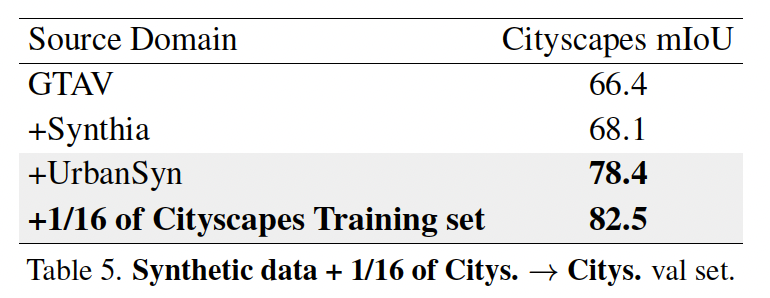 Source Domain Cityscapes mIoU
GTAV 66.4
+Synthia 68.1
+UrbanSyn 78.4
+1/16 of Cityscapes Training set 82.5
Table 5. Synthetic data + 1/16 of Citys. → Citys. val set.